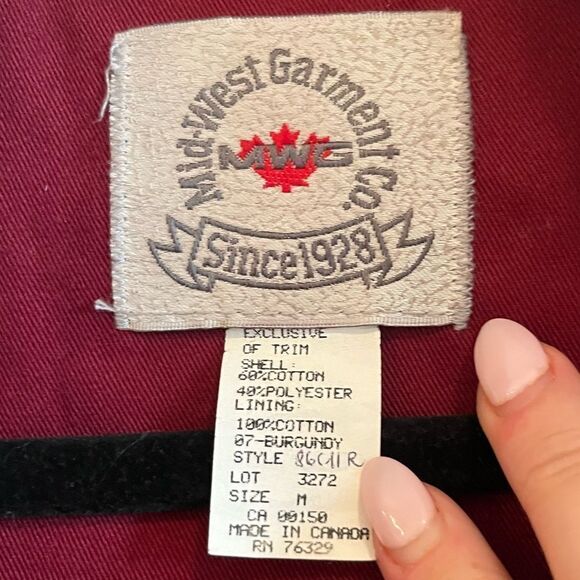 Mid-West Garment Co.
MWG
Since 1928
EXCLUSIVE
OF TRIM
SHELL:
60%COTTON
40%POLYESTER
LINING:
100%COTTON
07-BURGUNDY
STYLE 86C11R
LOT 3272
SIZE M
CA 00150
MADE IN CANADA
RN 76329